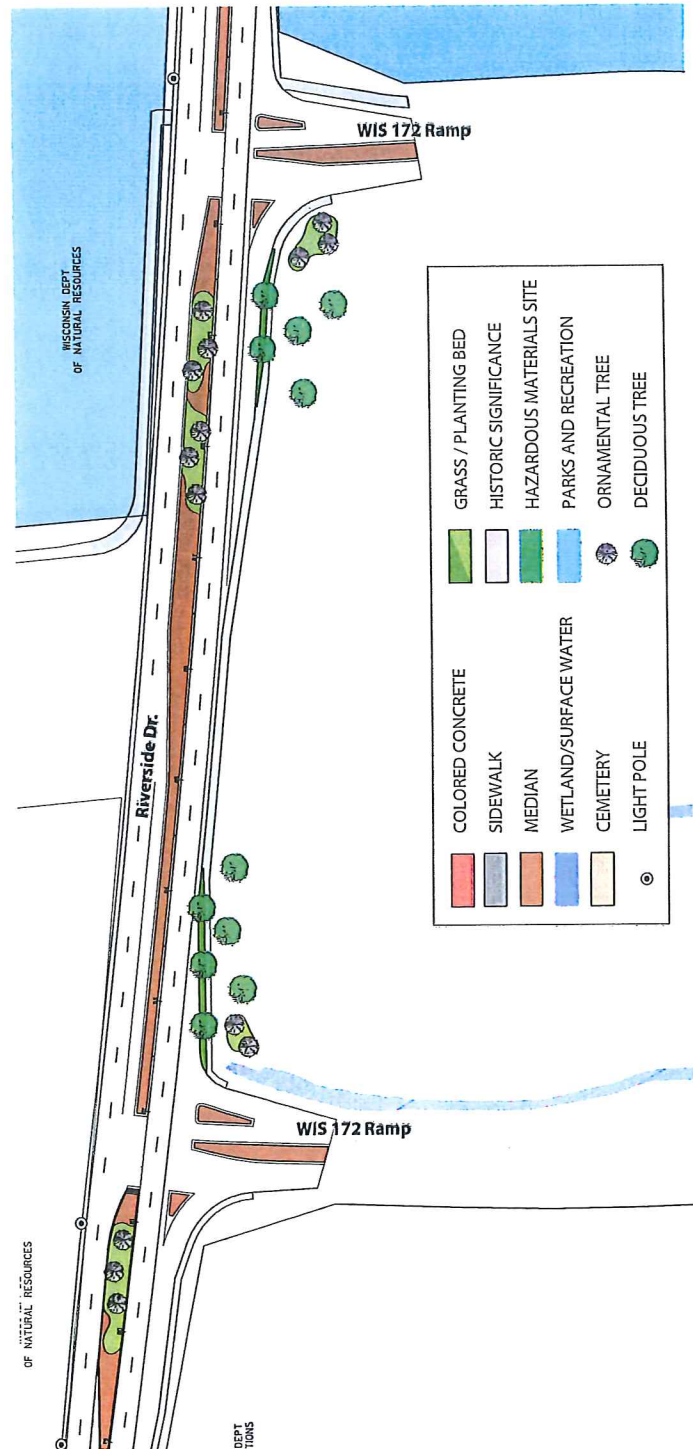 WIS 172 Ramp
WISCONSIN DEPT
OF NATURAL RESOURCES
Riverside Dr.
WIS 172 Ramp
OF NATURAL RESOURCES
DEPT
COLORED CONCRETE
SIDEWALK
MEDIAN
WETLAND/SURFACE WATER
CEMETERY
LIGHT POLE
GRASS / PLANTING BED
HISTORIC SIGNIFICANCE
HAZARDOUS MATERIALS SITE
PARKS AND RECREATION
ORNAMENTAL TREE
DECIDUOUS TREE